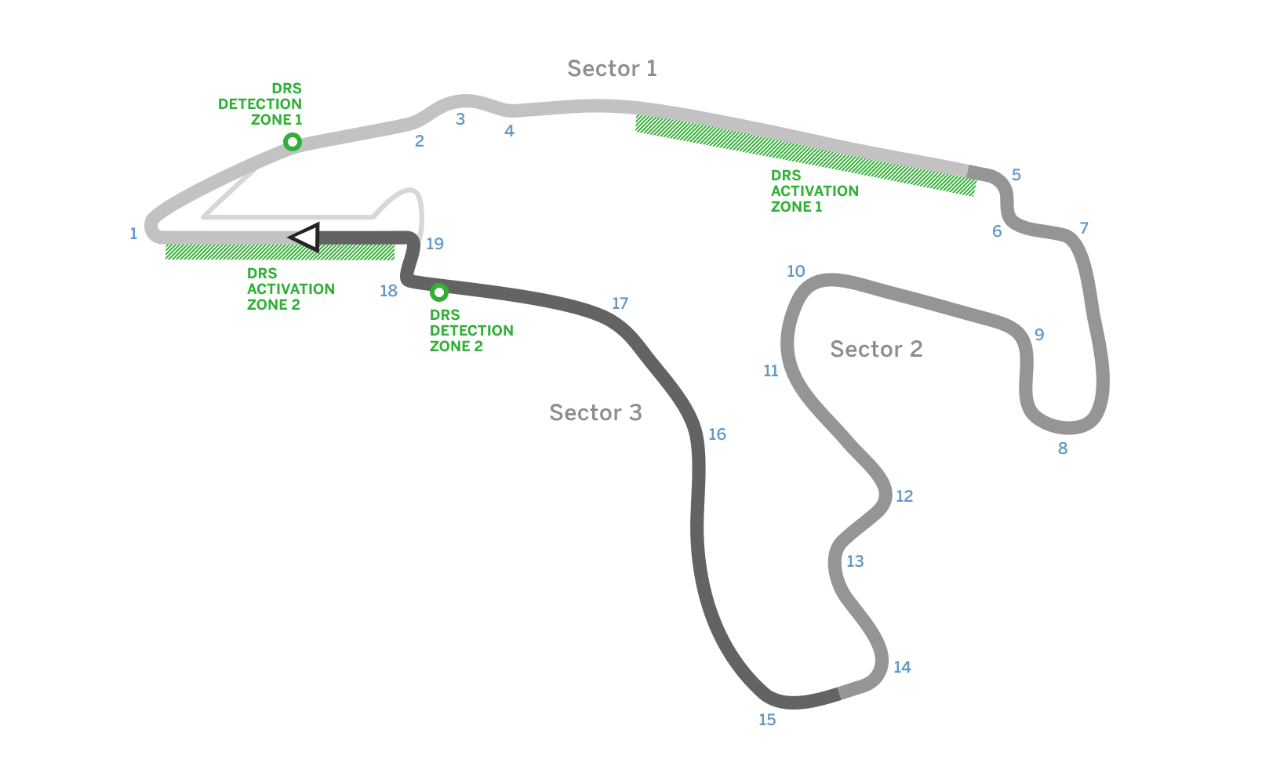 Sector 1
DRS
DETECTION
ZONE 1
3
4
2
5
DRS
ACTIVATION
ZONE 1
1
6
7
19
10
DRS
ACTIVATION
ZONE 2
18
17
DRS
DETECTION
ZONE 2
9
Sector 2
11
Sector 3
16
8
12
13
14
15